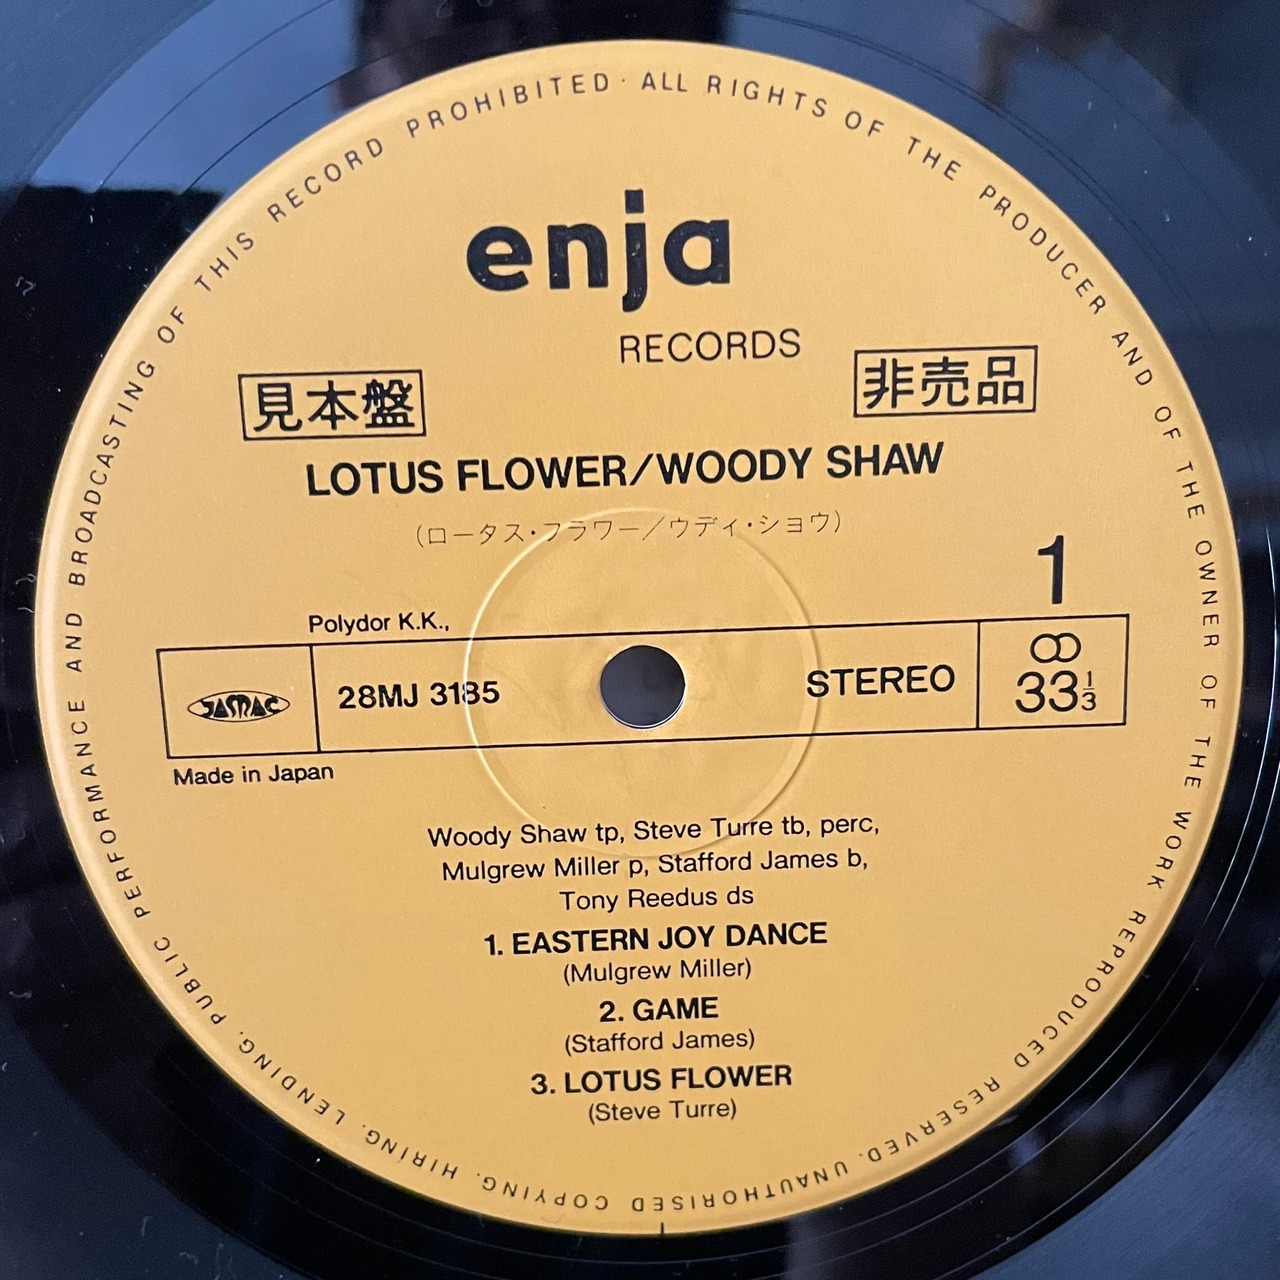 PUBLIC PERFORMANCE AND BROADCASTING OF THIS RECORD PROHIBITED · ALL RIGHTS OF THE PRODUCER AND OF THE OWNER OF THE WORK REPRODUCED RESERVED. UNAUTHORISED COPYING. HIRING. LENDING.
enja
RECORDS
見本盤
非売品
LOTUS FLOWER/WOODY SHAW
(ロータス・フラワー/ウディ・ショウ)
1
Polydor K.K.,
JASRAC
28MJ 3185
STEREO
33⅓
Made in Japan
Woody Shaw tp, Steve Turre tb, perc,
Mulgrew Miller p, Stafford James b,
Tony Reedus ds
1. EASTERN JOY DANCE
(Mulgrew Miller)
2. GAME
(Stafford James)
3. LOTUS FLOWER
(Steve Turre)